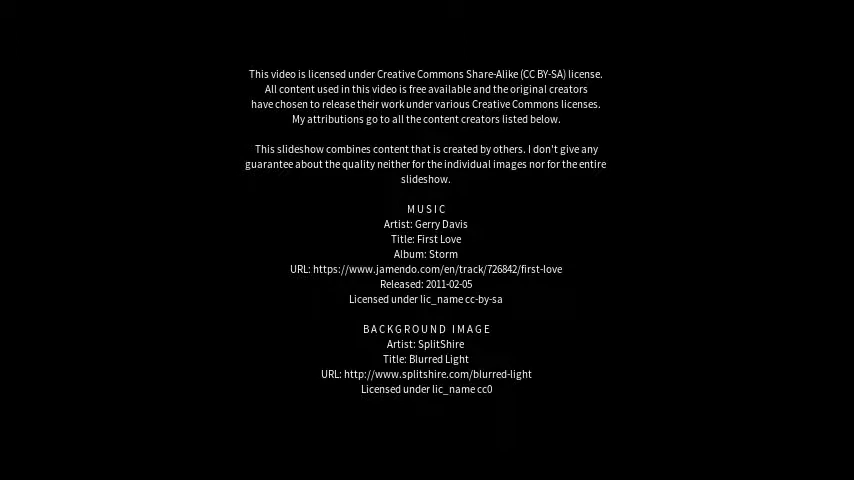 This video is licensed under Creative Commons Share-Alike (CC BY-SA) license.
All content used in this video is free available and the original creators
have chosen to release their work under various Creative Commons licenses.
My attributions go to all the content creators listed below.
This slideshow combines content that is created by others. I don't give any
guarantee about the quality neither for the individual images nor for the entire
slideshow.
MUSIC
Artist: Gerry Davis
Title: First Love
Album: Storm
URL: https://www.jamendo.com/en/track/726842/first-love
Released: 2011-02-05
Licensed under lic_name cc-by-sa
BACKGROUND IMAGE
Artist: SplitShire
Title: Blurred Light
URL: http://www.splitshire.com/blurred-light
Licensed under lic_name cc0